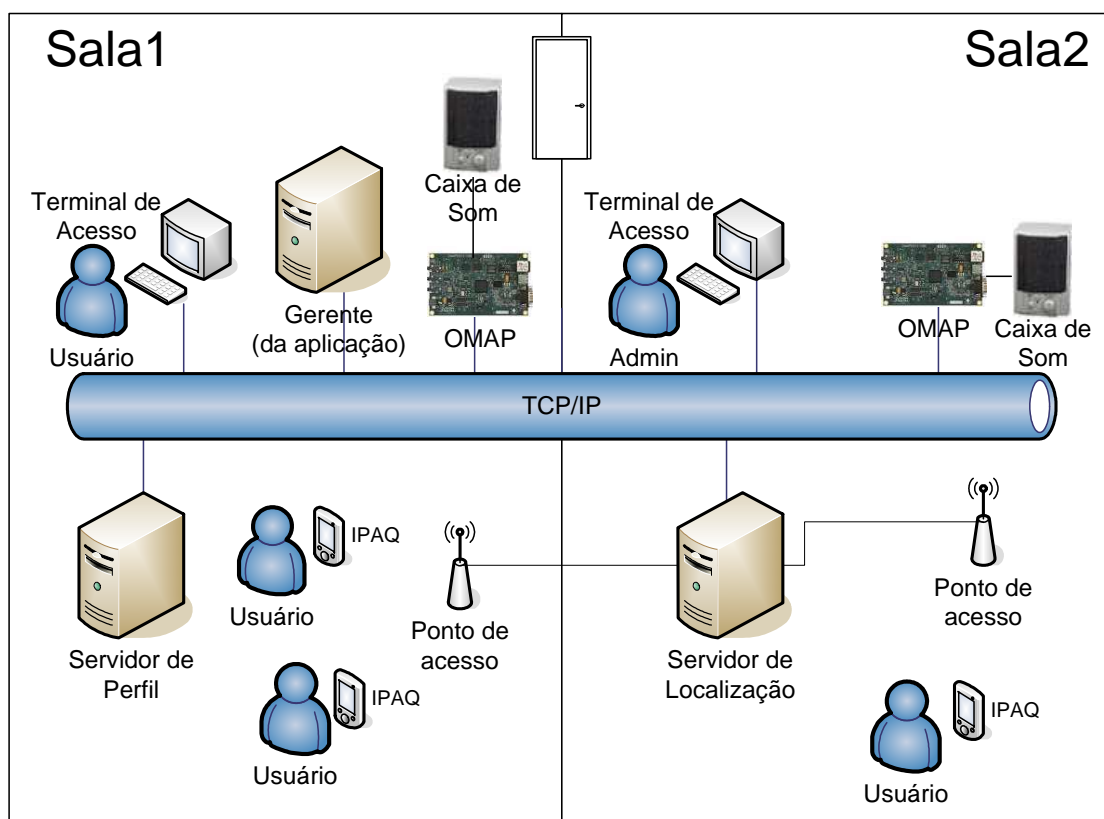 Sala1
Sala2
Caixa de
Som
Terminal de
Acesso
Usuário
Gerente
(da aplicação)
OMAP
Terminal de
Acesso
Admin
OMAP
Caixa de
Som
TCP/IP
Servidor de
Perfil
IPAQ
Usuário
IPAQ
Usuário
Ponto de
acesso
Servidor de
Localização
Ponto de
acesso
IPAQ
Usuário